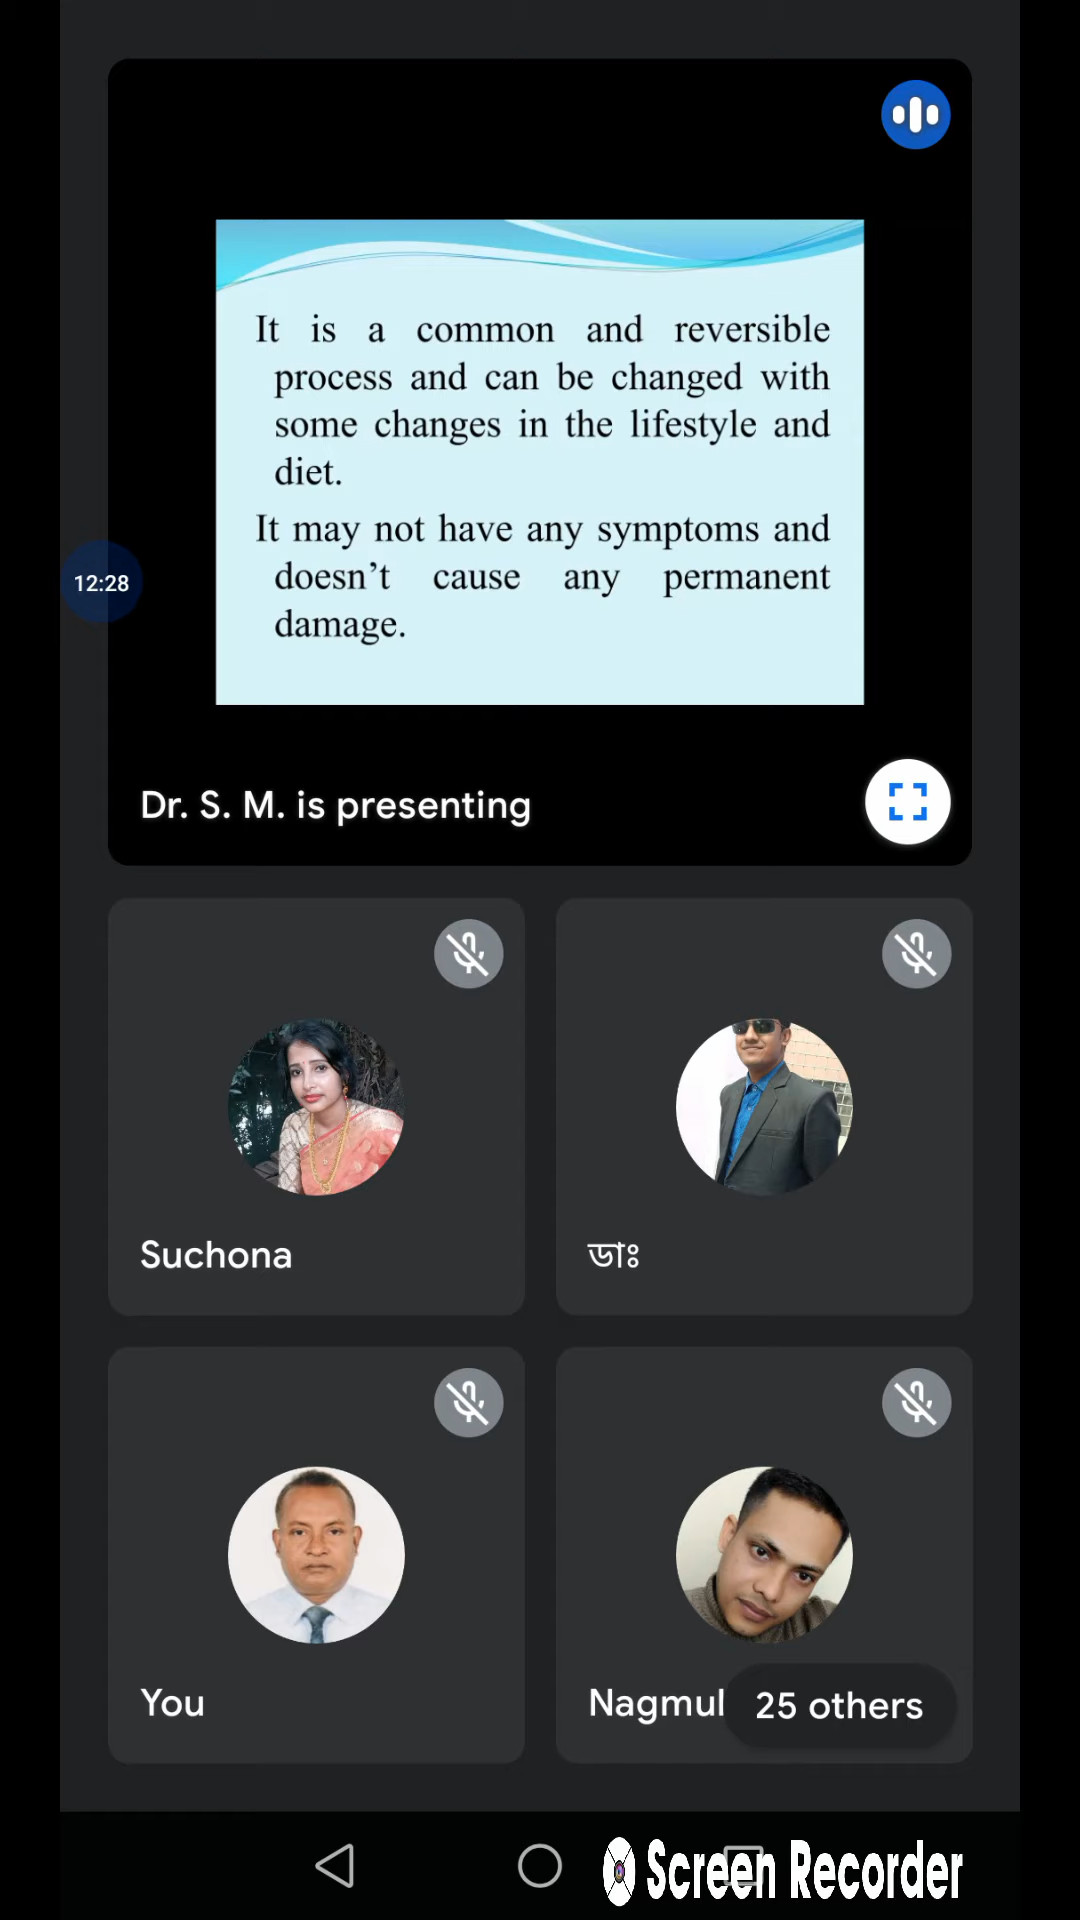 It is a common and reversible
process and can be changed with
some changes in the lifestyle and
diet.
It may not have any symptoms and
doesn't cause any permanent
damage.
12:28
Dr. S. M. is presenting
Suchona
ডাঃ
You
Nagmul
25 others
Screen Recorder